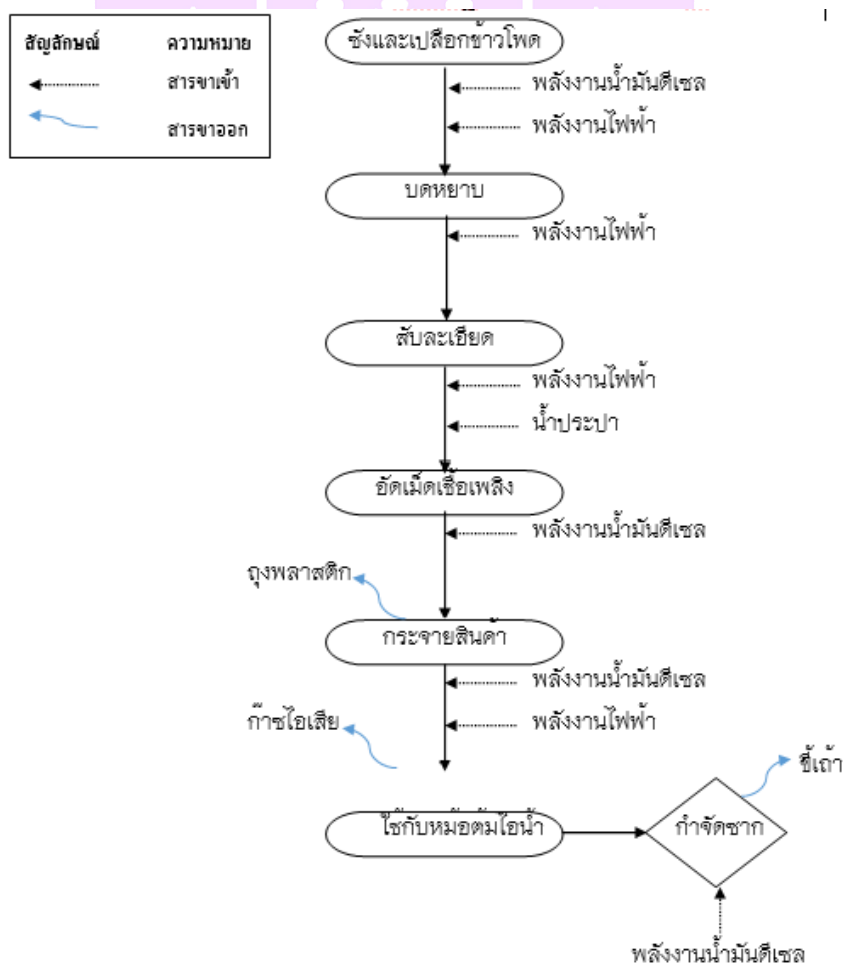 สัญลักษณ์ ความหมาย
สารขาเข้า
สารขาออก
ชังและเปลือกข้าวโพด
พลังงานน้ำมันดีเซล
พลังงานไฟฟ้า
บดหยาบ
พลังงานไฟฟ้า
สับละเอียด
พลังงานไฟฟ้า
น้ำประปา
อัดเม็ดเชื้อเพลิง
พลังงานน้ำมันดีเซล
ถุงพลาสติก
กระจายสินค้า
พลังงานน้ำมันดีเซล
ก๊าซไอเสีย
พลังงานไฟฟ้า
ขี้เถ้า
ใช้กับหม้อต้มไอน้ำ
กำจัดซาก
พลังงานน้ำมันดีเซล